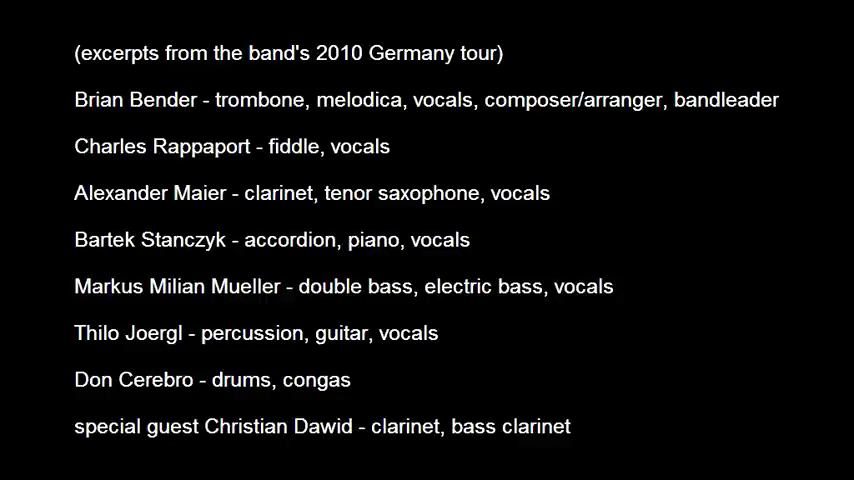 (excerpts from the band's 2010 Germany tour)
Brian Bender - trombone, melodica, vocals, composer/arranger, bandleader
Charles Rappaport - fiddle, vocals
Alexander Maier - clarinet, tenor saxophone, vocals
Bartek Stanczyk - accordion, piano, vocals
Markus Milian Mueller - double bass, electric bass, vocals
Thilo Joergl - percussion, guitar, vocals
Don Cerebro - drums, congas
special guest Christian Dawid - clarinet, bass clarinet